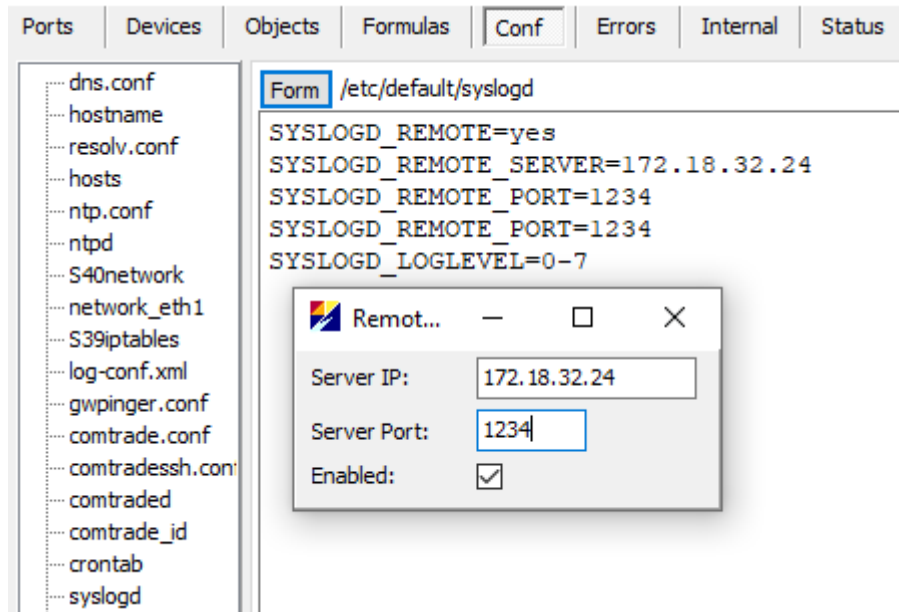 Ports Devices Objects Formulas Conf Errors Internal Status
dns.conf
hostname
resolv.conf
hosts
ntp.conf
ntpd
S40network
network_eth1
S39iptables
log-conf.xml
gwpinger.conf
comtrade.conf
comtradessh.conf
comtraded
comtrade_id
crontab
syslogd
Form /etc/default/syslogd
SYSLOGD_REMOTE=yes
SYSLOGD_REMOTE_SERVER=172.18.32.24
SYSLOGD_REMOTE_PORT=1234
SYSLOGD_REMOTE_PORT=1234
SYSLOGD_LOGLEVEL=0-7
Remot...
Server IP: 172.18.32.24
Server Port: 1234
Enabled: